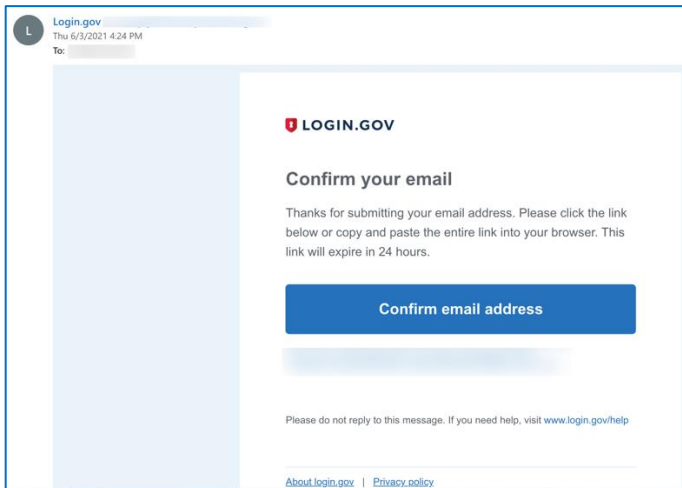 L
Login.gov
Thu 6/3/2021 4:24 PM
To:
LOGIN.GOV
Confirm your email
Thanks for submitting your email address. Please click the link
below or copy and paste the entire link into your browser. This
link will expire in 24 hours.
Confirm email address
Please do not reply to this message. If you need help, visit www.login.gov/help
About login.gov | Privacy policy